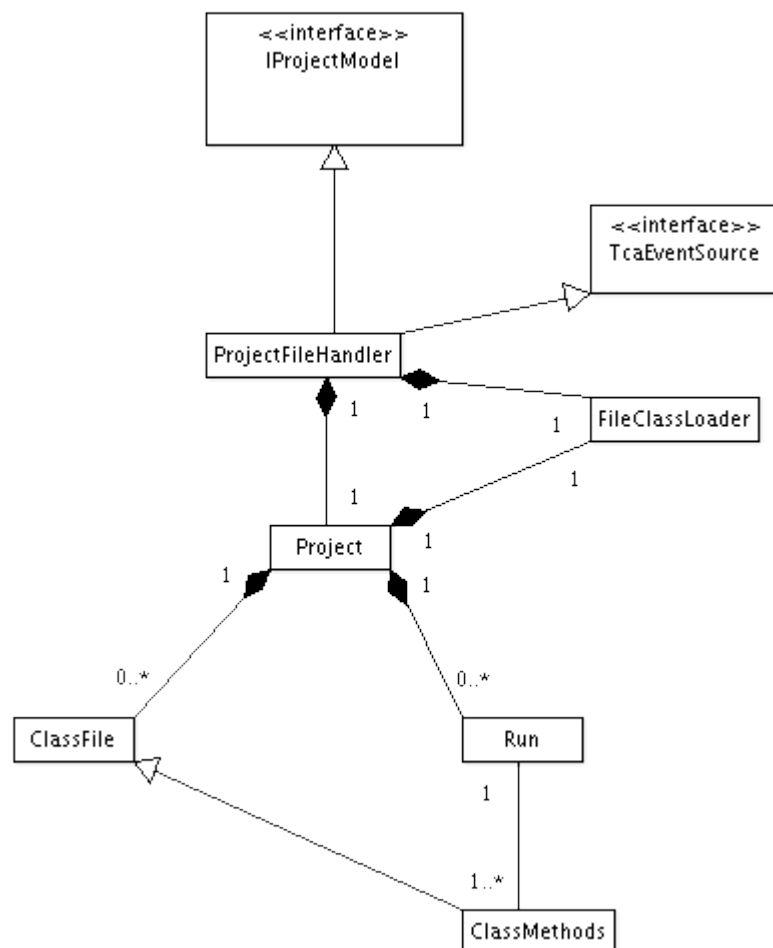 <<interface>>
IProjectModel
<<interface>>
TcaEventSource
ProjectFileHandler
1
1
FileClassLoader
1
1
1
Project
1
1
1
0..*
0..*
ClassFile
Run
1
1..*
ClassMethods